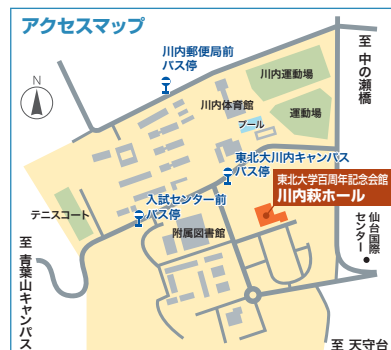 アクセスマップ
川内郵便局前
バス停
至 中の瀬橋
N
川内運動場
川内体育館
プール
運動場
東北大川内キャンパス
バス停
東北大学百周年記念会館
川内萩ホール
入試センター前
バス停
テニスコート
附属図書館
仙台国際
センター
至 青葉山キャンパス
至 天守台